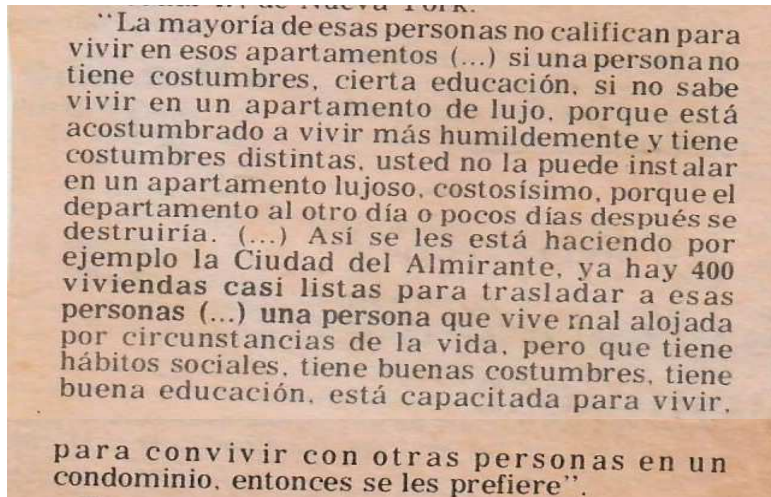 de Nueva York.
"La mayoría de esas personas no califican para
vivir en esos apartamentos (...) si una persona no
tiene costumbres, cierta educación, si no sabe
vivir en un apartamento de lujo, porque está
acostumbrado a vivir más humildemente y tiene
costumbres distintas, usted no la puede instalar
en un apartamento lujoso, costosísimo, porque el
departamento al otro día o pocos días después se
destruiría. (...) Así se les está haciendo por
ejemplo la Ciudad del Almirante, ya hay 400
viviendas casi listas para trasladar a esas
personas (...) una persona que vive mal alojada
por circunstancias de la vida, pero que tiene
hábitos sociales, tiene buenas costumbres, tiene
buena educación, está capacitada para vivir,
para convivir con otras personas en un
condominio, entonces se les prefiere".